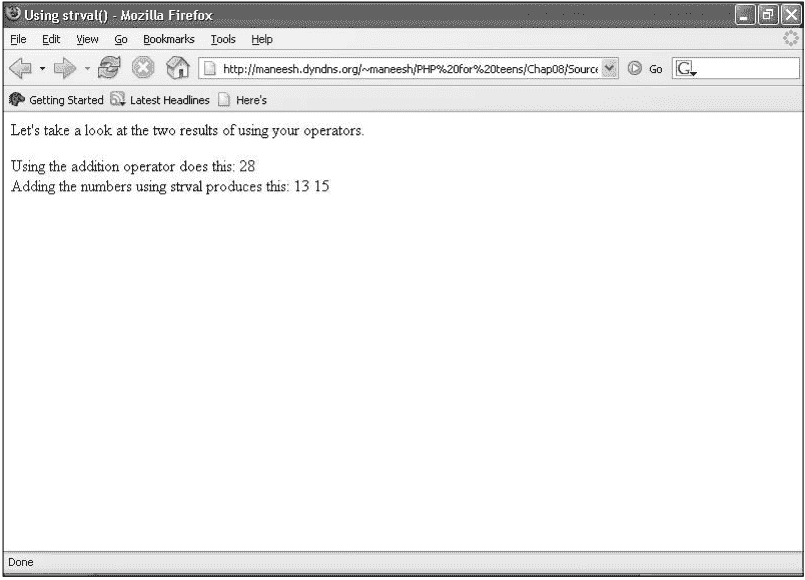 Using strval() - Mozilla Firefox
File Edit View Go Bookmarks Tools Help
http://maneesh.dyndns.org/~maneesh/PHP%20for%20teens/Chap08/Source Go G
Getting Started Latest Headlines Here's
Let's take a look at the two results of using your operators.
Using the addition operator does this: 28
Adding the numbers using strval produces this: 13 15
Done